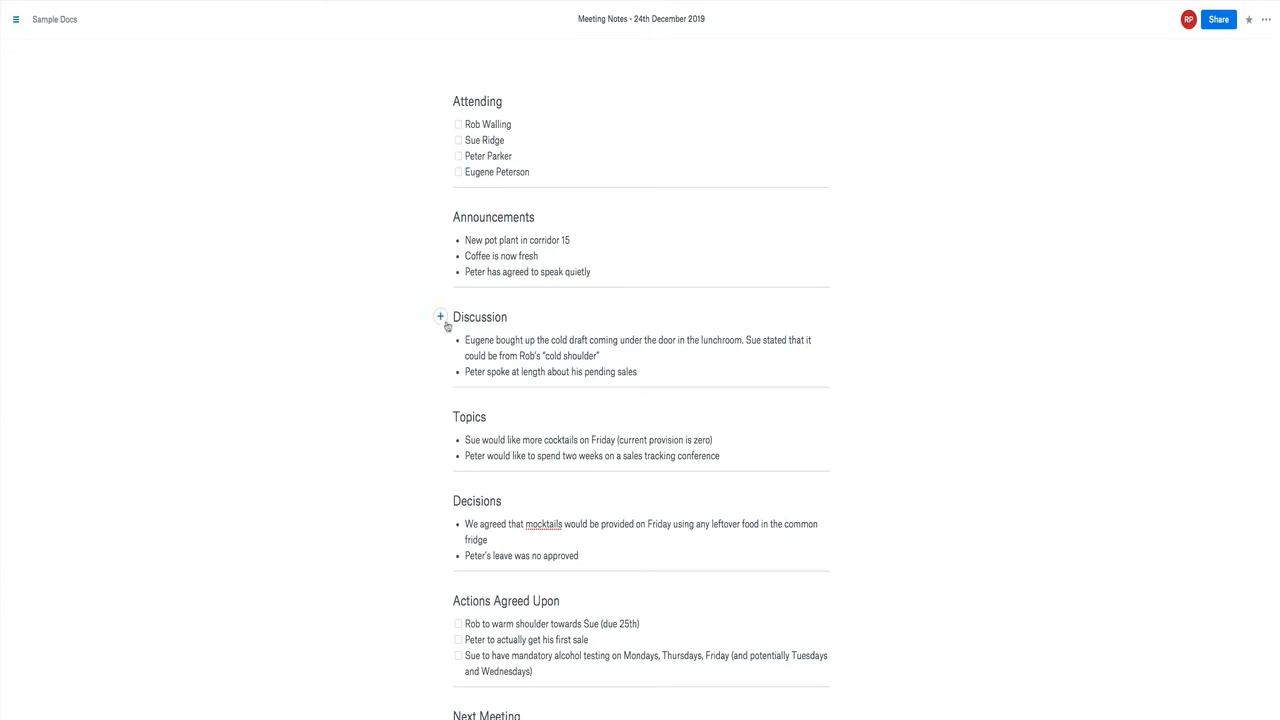 Sample Docs
Meeting Notes - 24th December 2019
RP
Share
Attending
Rob Walling
Sue Ridge
Peter Parker
Eugene Peterson
Announcements
New pot plant in corridor 15
Coffee is now fresh
Peter has agreed to speak quietly
Discussion
Eugene bought up the cold draft coming under the door in the lunchroom. Sue stated that it
could be from Rob's “cold shoulder”
Peter spoke at length about his pending sales
Topics
Sue would like more cocktails on Friday (current provision is zero)
Peter would like to spend two weeks on a sales tracking conference
Decisions
We agreed that mocktails would be provided on Friday using any leftover food in the common
fridge
Peter's leave was no approved
Actions Agreed Upon
Rob to warm shoulder towards Sue (due 25th)
Peter to actually get his first sale
Sue to have mandatory alcohol testing on Mondays, Thursdays, Friday (and potentially Tuesdays
and Wednesdays)
Next Meeting